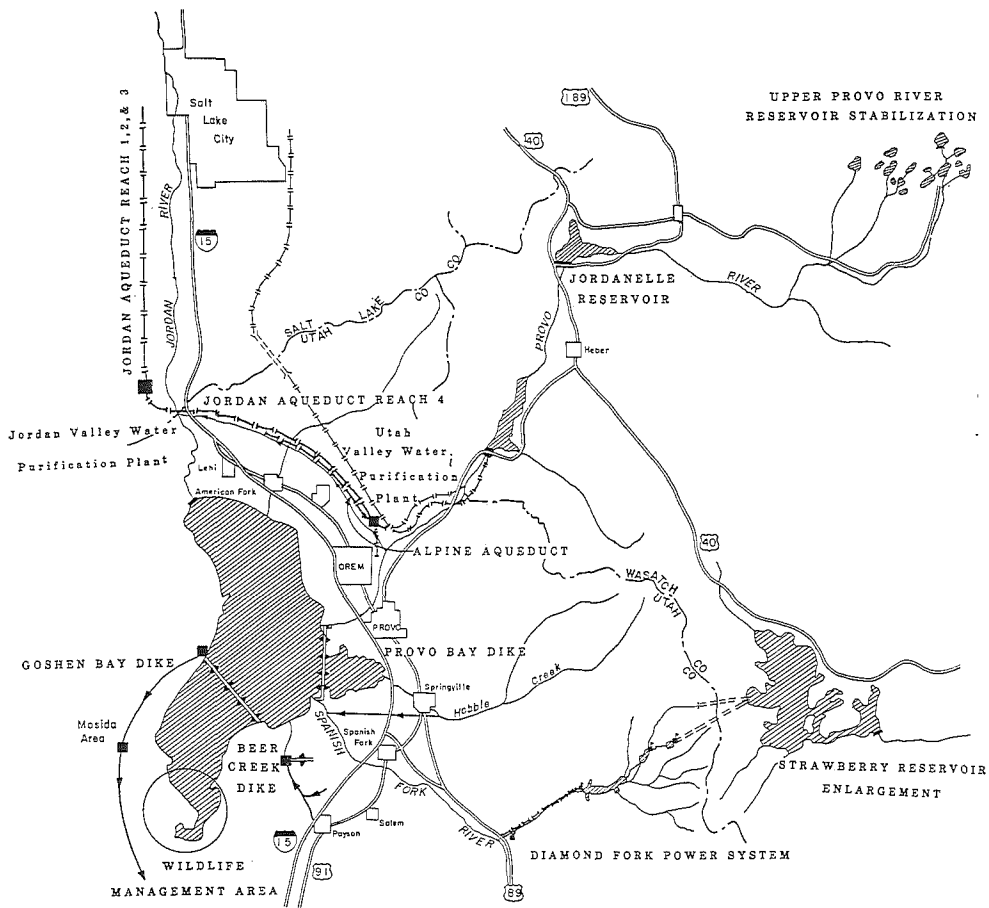 UPPER PROVO RIVER
RESERVOIR STABILIZATION
189
40
Salt
Lake
City
JORDAN AQUEDUCT REACH 1,2,& 3
JORDAN
RIVER
15
SALT LAKE CO
UTAH CO
JORDANELLE
RESERVOIR
PROVO
RIVER
Heber
JORDAN AQUEDUCT REACH 4
Jordan Valley Water
Purification Plant
Utah
Valley Water
Purification
Plant
Lehi
American Fork
ALPINE AQUEDUCT
OREM
40
WASATCH CO
UTAH CO
PROVO
PROVO BAY DIKE
GOSHEN BAY DIKE
Springville
Hobble Creek
Mosida
Area
SPANISH
FORK
RIVER
Spanish
Fork
BEER
CREEK
DIKE
STRAWBERRY RESERVOIR
ENLARGEMENT
Salem
Payson
15
91
89
DIAMOND FORK POWER SYSTEM
WILDLIFE
MANAGEMENT AREA